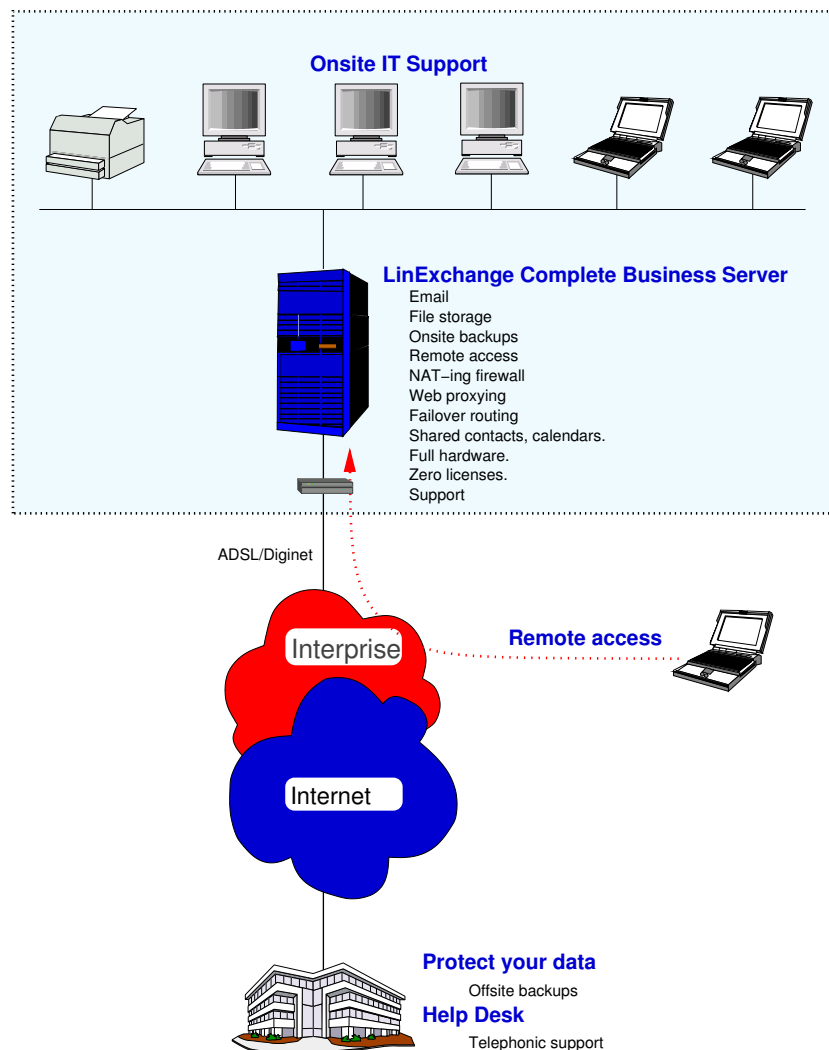 Onsite IT Support
LinExchange Complete Business Server
Email
File storage
Onsite backups
Remote access
NAT−ing firewall
Web proxying
Failover routing
Shared contacts, calendars.
Full hardware.
Zero licenses.
Support
ADSL/Diginet
Interprise
Remote access
Internet
Protect your data
Offsite backups
Help Desk
Telephonic support